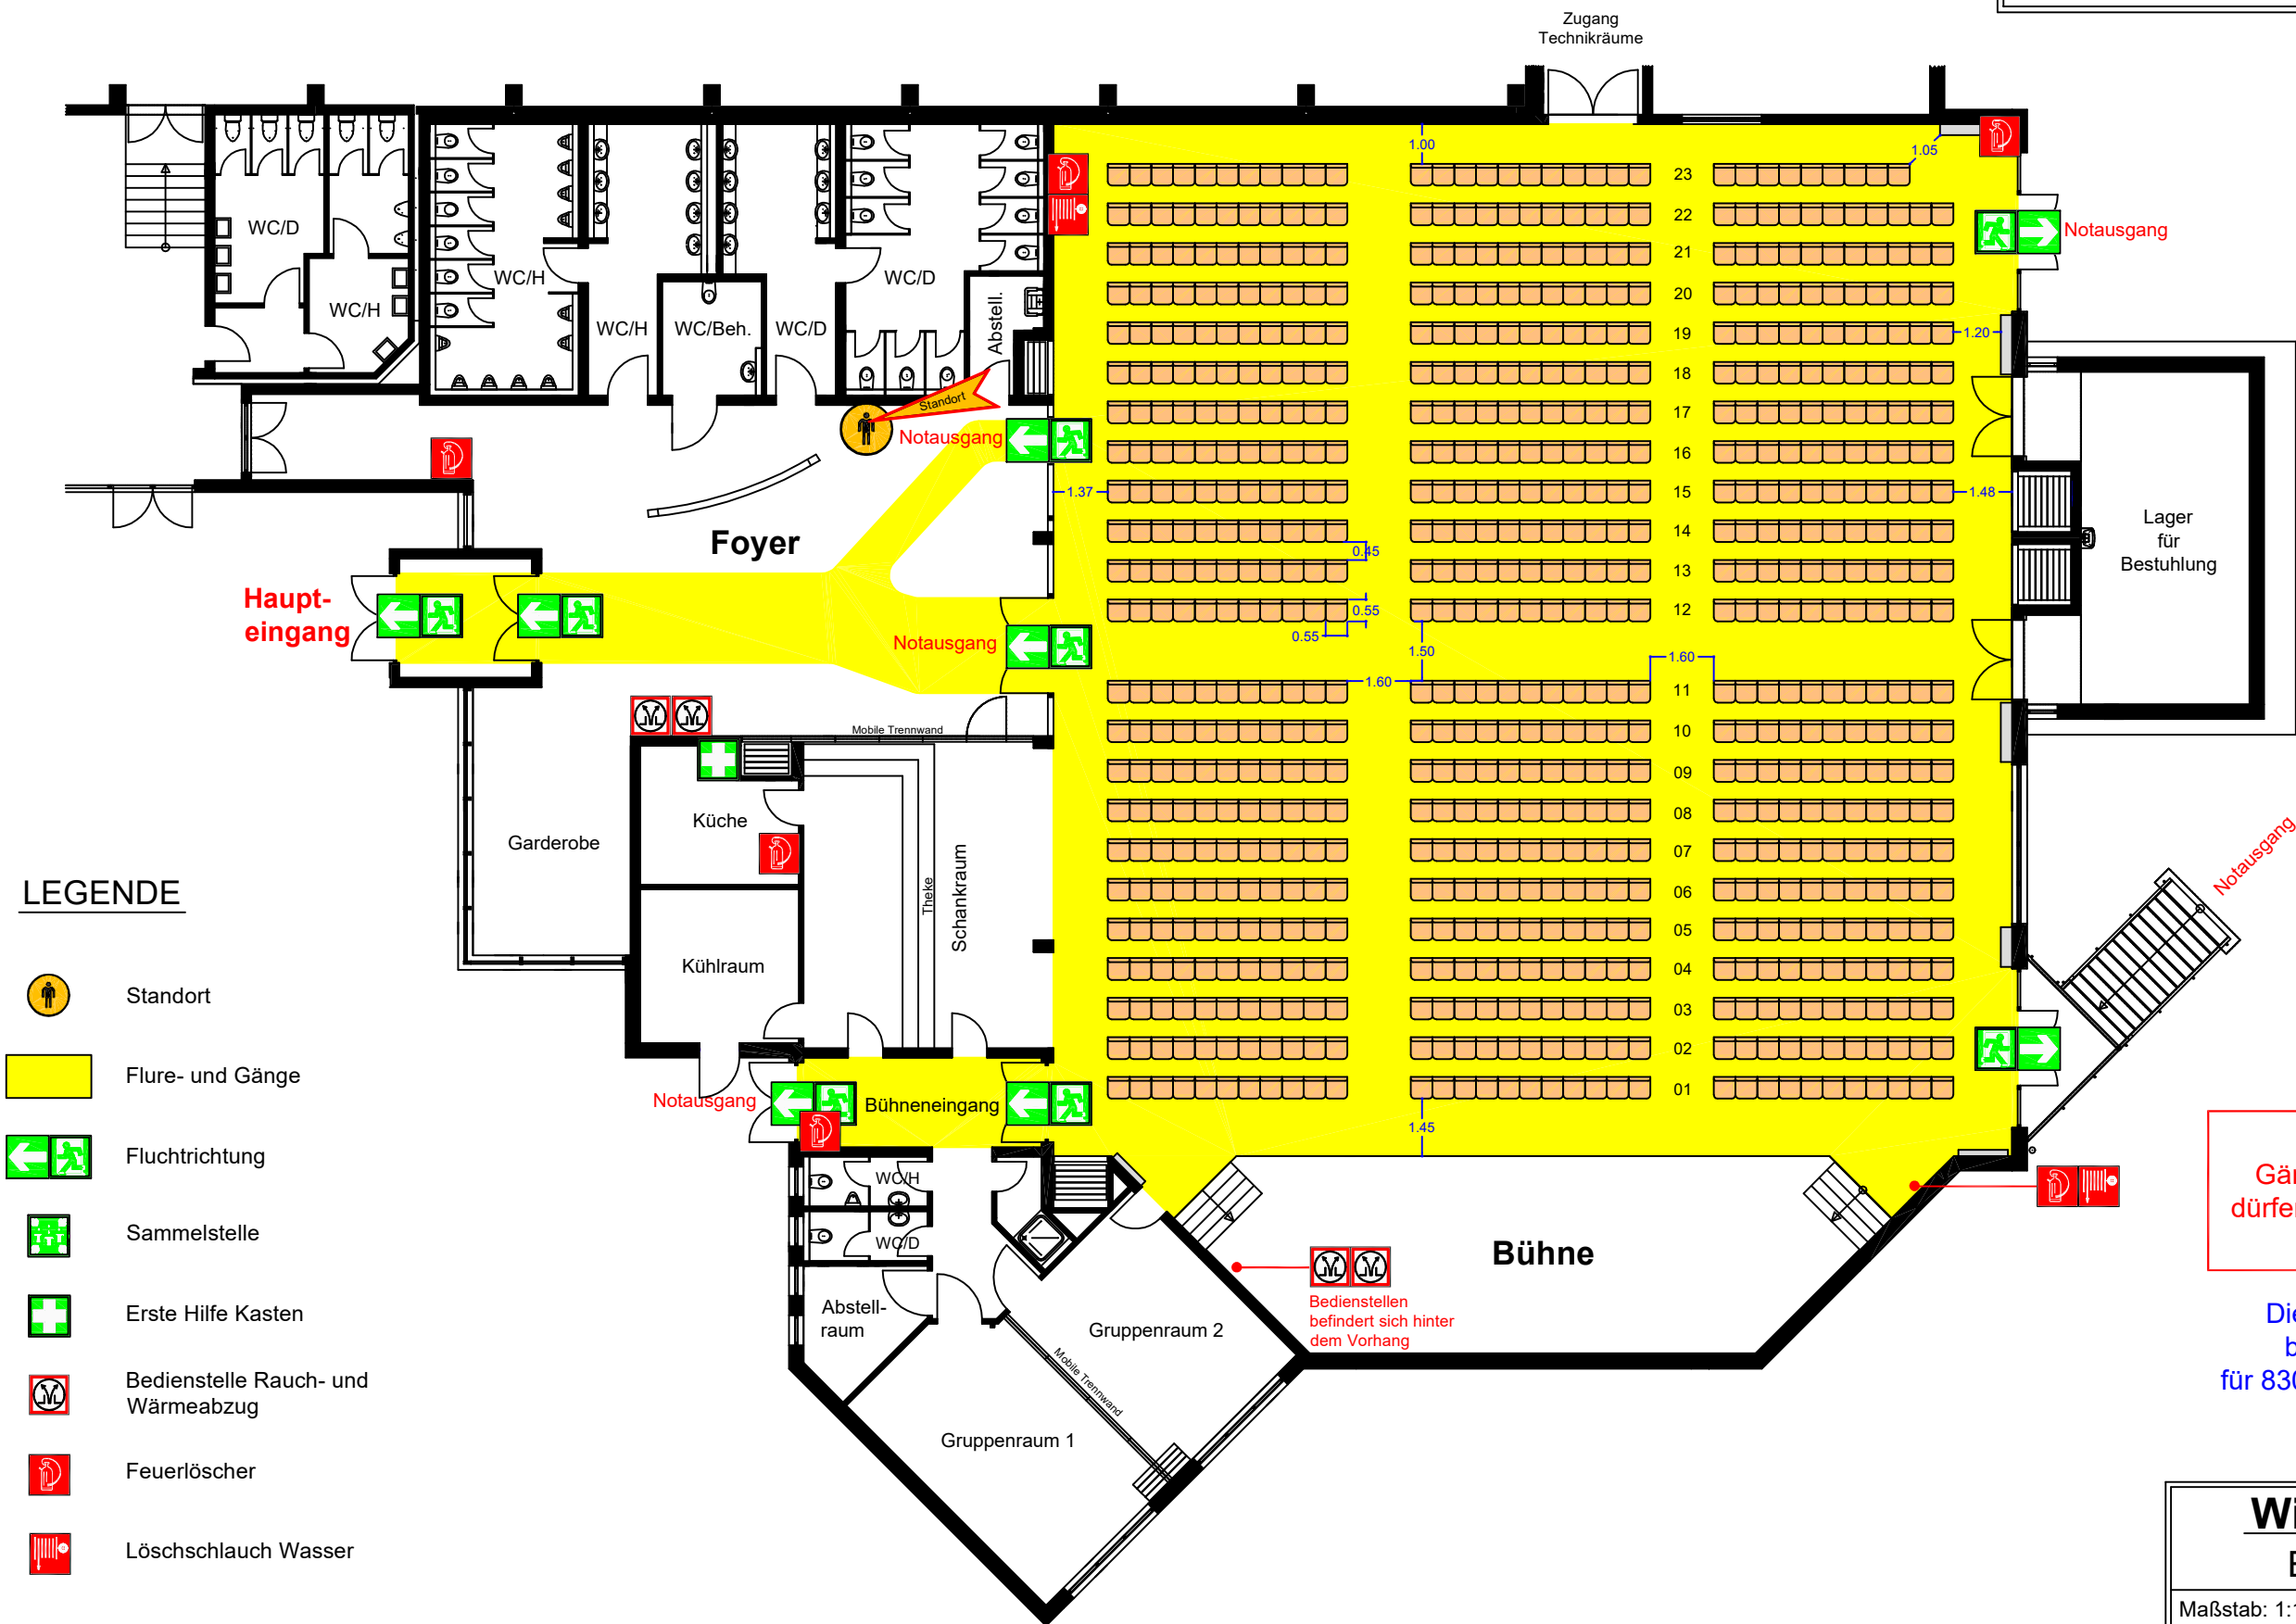 Zugang
Technikräume
1.00
1.05
23
22
21
20
19
18
17
16
15
14
13
12
11
10
09
08
07
06
05
04
03
02
01
Notausgang
WC/D
WC/H
WC/H
WC/H
WC/Beh.
WC/D
WC/D
Abstell.
Standort
Notausgang
1.20
1.37
1.48
Lager
für
Bestuhlung
Foyer
0.45
0.55
0.55
1.50
1.60
1.60
Haupt-
eingang
Notausgang
Mobile Trennwand
Küche
Garderobe
Theke
Schankraum
Kühlraum
Notausgang
Notausgang
Bühneneingang
1.45
WC/H
WC/D
Abstell-
raum
Gruppenraum 2
Mobile Trennwand
Gruppenraum 1
Bühne
Bedienstellen
befindert sich hinter
dem Vorhang
LEGENDE
Standort
Flure- und Gänge
Fluchtrichtung
Sammelstelle
Erste Hilfe Kasten
Bedienstelle Rauch- und
Wärmeabzug
Feuerlöscher
Löschschlauch Wasser
für 830
Maßstab: 1: